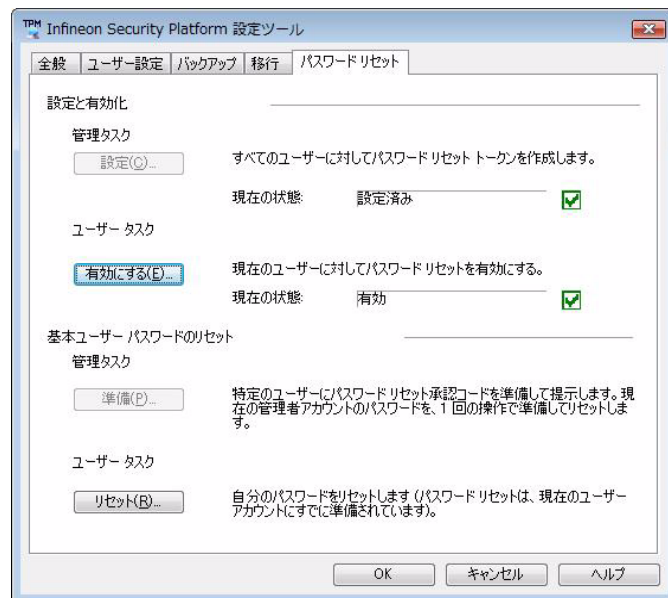 TPM Infineon Security Platform 設定ツール
全般 ユーザー設定 バックアップ 移行 パスワード リセット
設定と有効化
管理タスク
設定(C)...
すべてのユーザーに対してパスワード リセット トークンを作成します。
現在の状態: 設定済み
ユーザー タスク
有効にする(E)...
現在のユーザーに対してパスワード リセットを有効にする。
現在の状態: 有効
基本ユーザー パスワードのリセット
管理タスク
準備(P)...
特定のユーザーにパスワード リセット承認コードを準備して提示します。現
在の管理者アカウントのパスワードを、1 回の操作で準備してリセットしま
す。
ユーザー タスク
リセット(R)...
自分のパスワードをリセットします (パスワード リセットは、現在のユーザー
アカウントにすでに準備されています)。
OK キャンセル ヘルプ